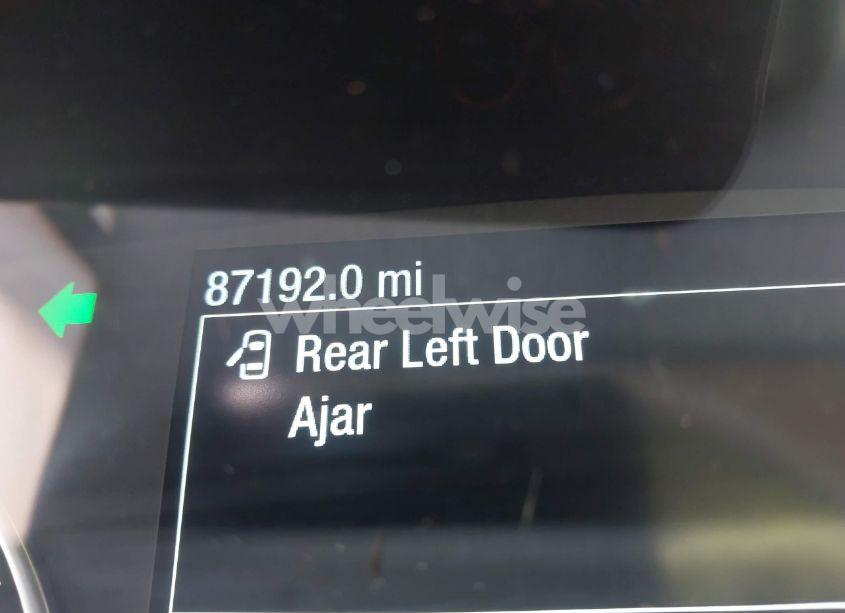 87192.0 mi
wheelwise
Rear Left Door
Ajar